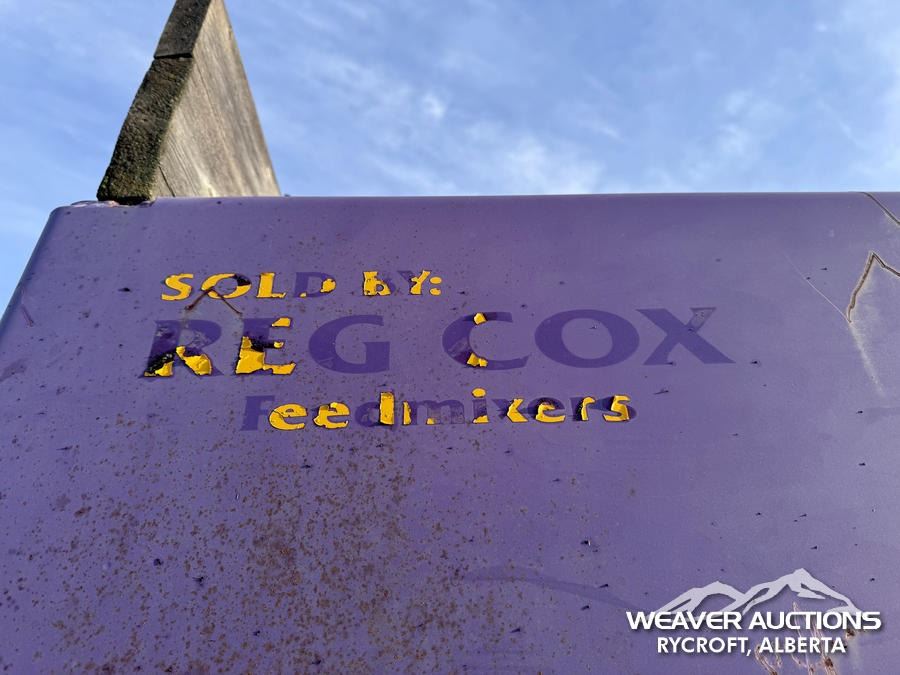 SOLD BY:
REG COX
Feedmixers
WEAVER AUCTIONS
RYCROFT, ALBERTA